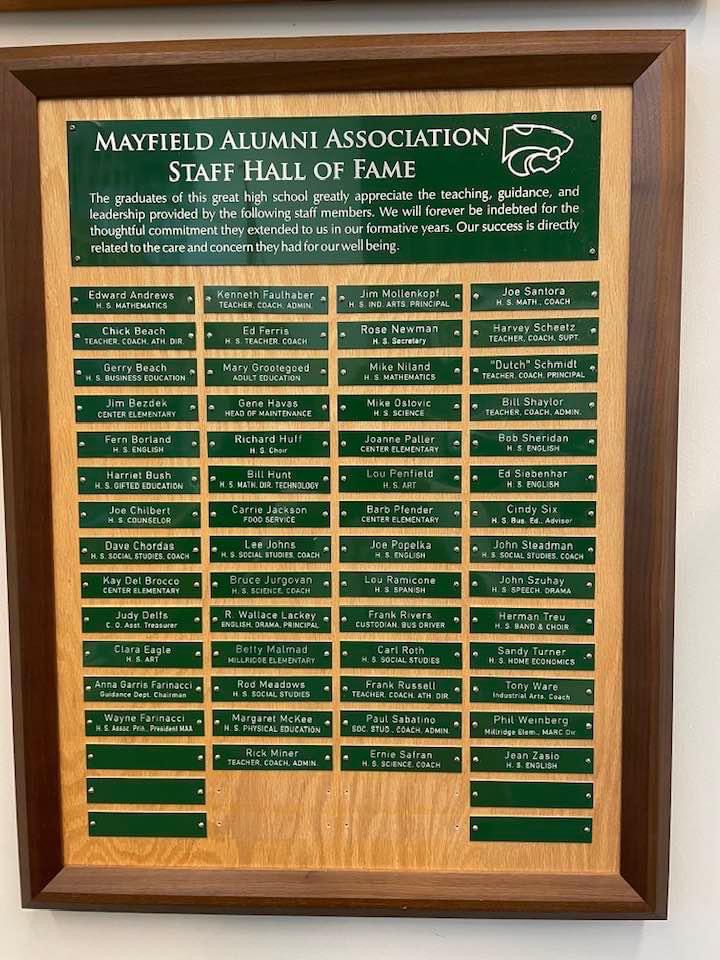 MAYFIELD ALUMNI ASSOCIATION
STAFF HALL OF FAME
The graduates of this great high school greatly appreciate the teaching, guidance, and
leadership provided by the following staff members. We will forever be indebted for the
thoughtful commitment they extended to us in our formative years. Our success is directly
related to the care and concern they had for our well being.
Edward Andrews
H. S. MATHEMATICS
Chick Beach
TEACHER, COACH, ATH. DIR.
Gerry Beach
H. S. BUSINESS EDUCATION
Jim Bezdek
CENTER ELEMENTARY
Fern Borland
H. S. ENGLISH
Harriet Bush
H. S. GIFTED EDUCATION
Joe Chilbert
H. S. COUNSELOR
Dave Chordas
H. S. SOCIAL STUDIES, COACH
Kay Del Brocco
CENTER ELEMENTARY
Judy Delfs
C. O. Asst. Treasurer
Clara Eagle
H. S. ART
Anna Garris Farinacci
Guidance Dept. Chairman
Wayne Farinacci
H. S. Assoc. Prin., President MAA
Kenneth Faulhaber
TEACHER, COACH, ADMIN.
Ed Ferris
H. S. TEACHER, COACH
Mary Grootegoed
ADULT EDUCATION
Gene Havas
HEAD OF MAINTENANCE
Richard Huff
H. S. Choir
Bill Hunt
H. S. MATH, DIR. TECHNOLOGY
Carrie Jackson
FOOD SERVICE
Lee Johns
H. S. SOCIAL STUDIES, COACH
Bruce Jurgovan
H. S. SCIENCE, COACH
R. Wallace Lackey
ENGLISH, DRAMA, PRINCIPAL
Betty Malmad
MILLRIDGE ELEMENTARY
Rod Meadows
H. S. SOCIAL STUDIES
Margaret McKee
H. S. PHYSICAL EDUCATION
Rick Miner
TEACHER, COACH, ADMIN.
Jim Mollenkopf
H. S. IND. ARTS, PRINCIPAL
Rose Newman
H. S. Secretary
Mike Niland
H. S. MATHEMATICS
Mike Oslovic
H. S. SCIENCE
Joanne Paller
CENTER ELEMENTARY
Lou Penfield
H. S. ART
Barb Pfender
CENTER ELEMENTARY
Joe Popelka
H. S. ENGLISH
Lou Ramicone
H. S. SPANISH
Frank Rivers
CUSTODIAN, BUS DRIVER
Carl Roth
H. S. SOCIAL STUDIES
Frank Russell
TEACHER, COACH, ATH. DIR.
Paul Sabatino
SOC. STUD., COACH, ADMIN.
Ernie Safran
H. S. SCIENCE, COACH
Joe Santora
H. S. MATH., COACH
Harvey Scheetz
TEACHER, COACH, SUPT.
"Dutch" Schmidt
TEACHER, COACH, PRINCIPAL
Bill Shaylor
TEACHER, COACH, ADMIN.
Bob Sheridan
H. S. ENGLISH
Ed Siebenhar
H. S. ENGLISH
Cindy Six
H. S. Bus. Ed., Advisor
John Steadman
H. S. SOCIAL STUDIES, COACH
John Szuhay
H. S. SPEECH, DRAMA
Herman Treu
H. S. BAND & CHOIR
Sandy Turner
H. S. HOME ECONOMICS
Tony Ware
Industrial Arts, Coach
Phil Weinberg
Millridge Elem., MARC Dir.
Jean Zasio
H. S. ENGLISH